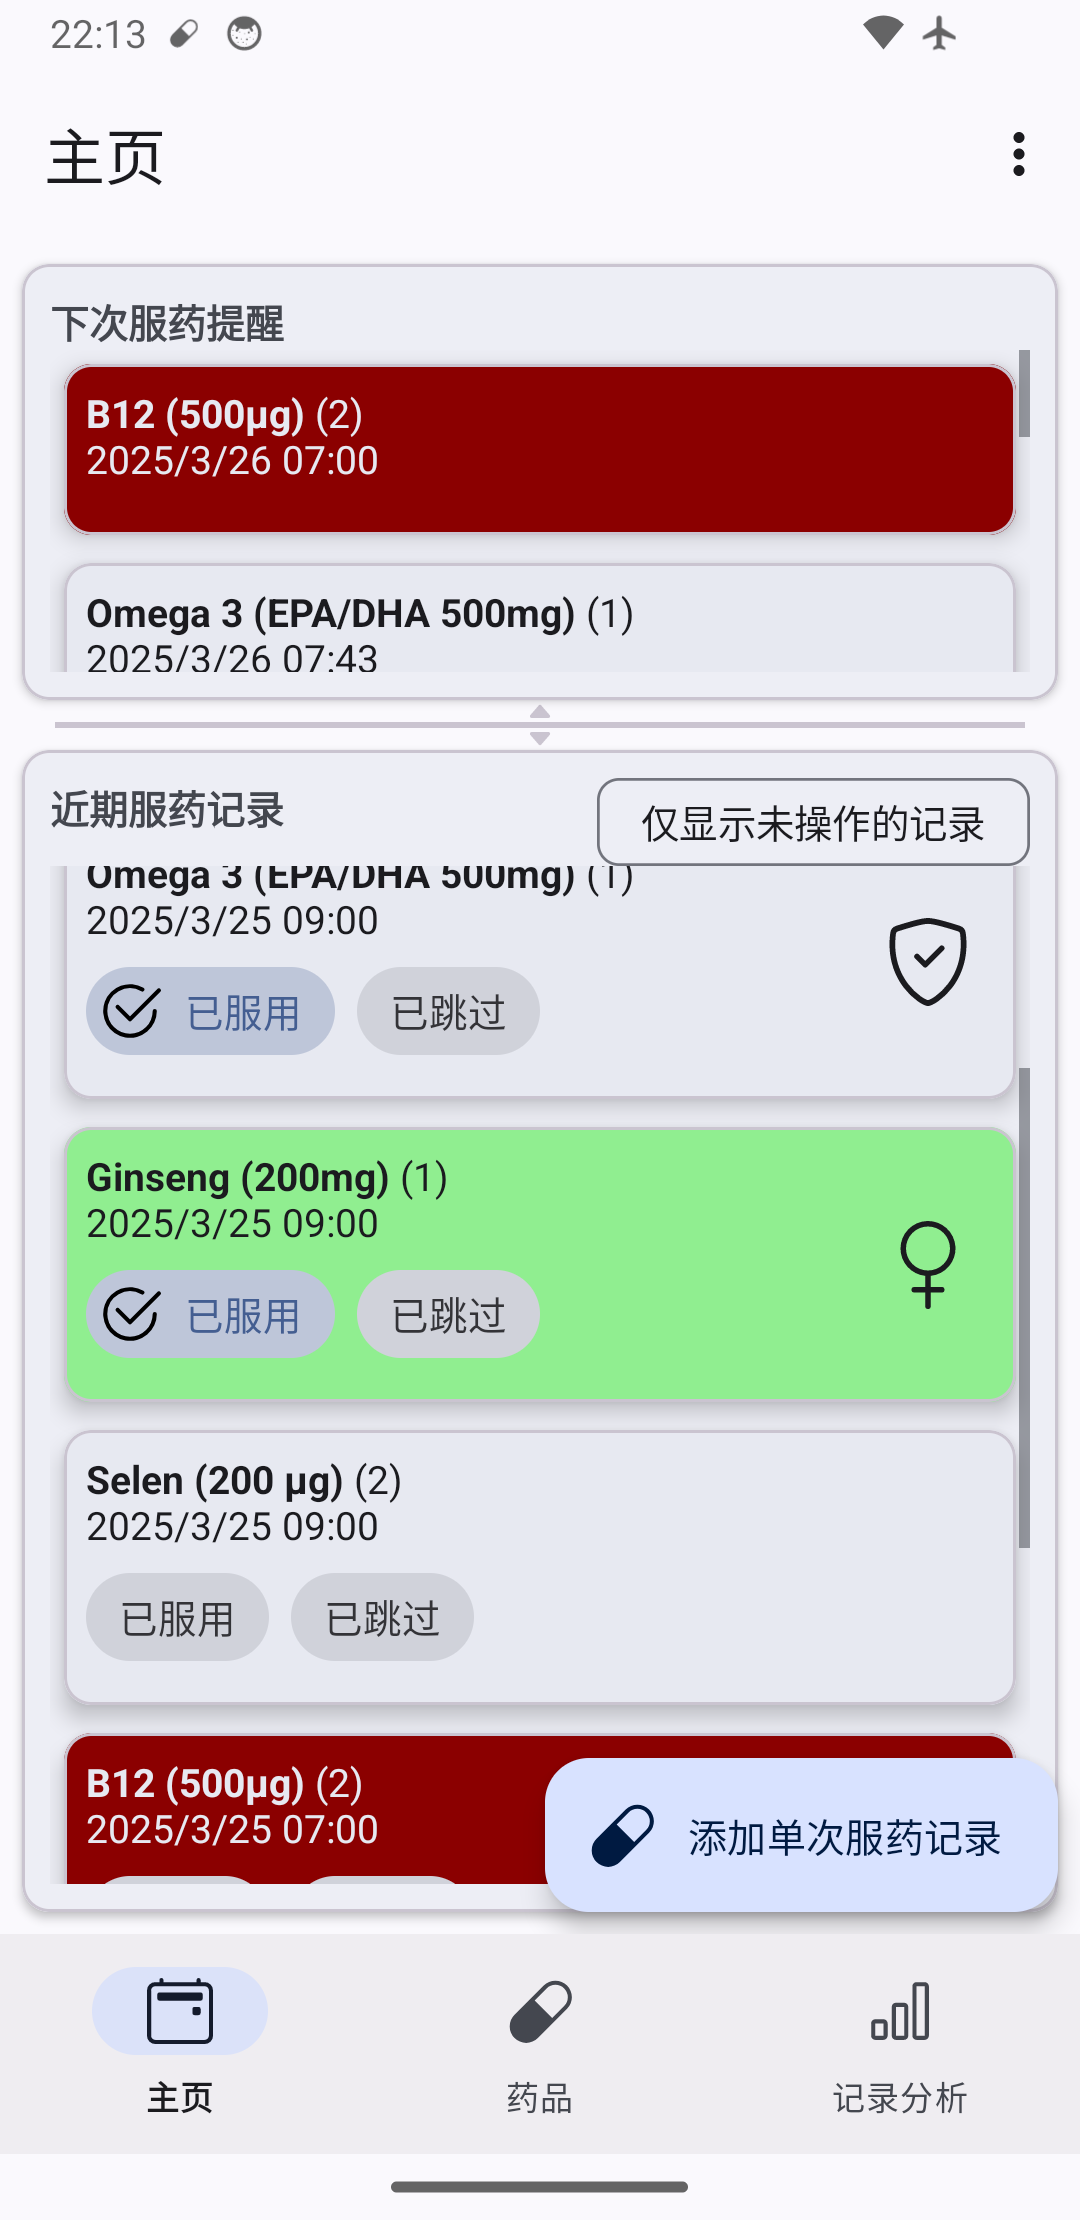 22:13
主页
下次服药提醒
B12 (500µg) (2)
2025/3/26 07:00
Omega 3 (EPA/DHA 500mg) (1)
2025/3/26 07:43
近期服药记录
仅显示未操作的记录
Omega 3 (EPA/DHA 500mg) (1)
2025/3/25 09:00
已服用
已跳过
Ginseng (200mg) (1)
2025/3/25 09:00
已服用
已跳过
Selen (200 µg) (2)
2025/3/25 09:00
已服用
已跳过
B12 (500µg) (2)
2025/3/25 07:00
添加单次服药记录
主页
药品
记录分析